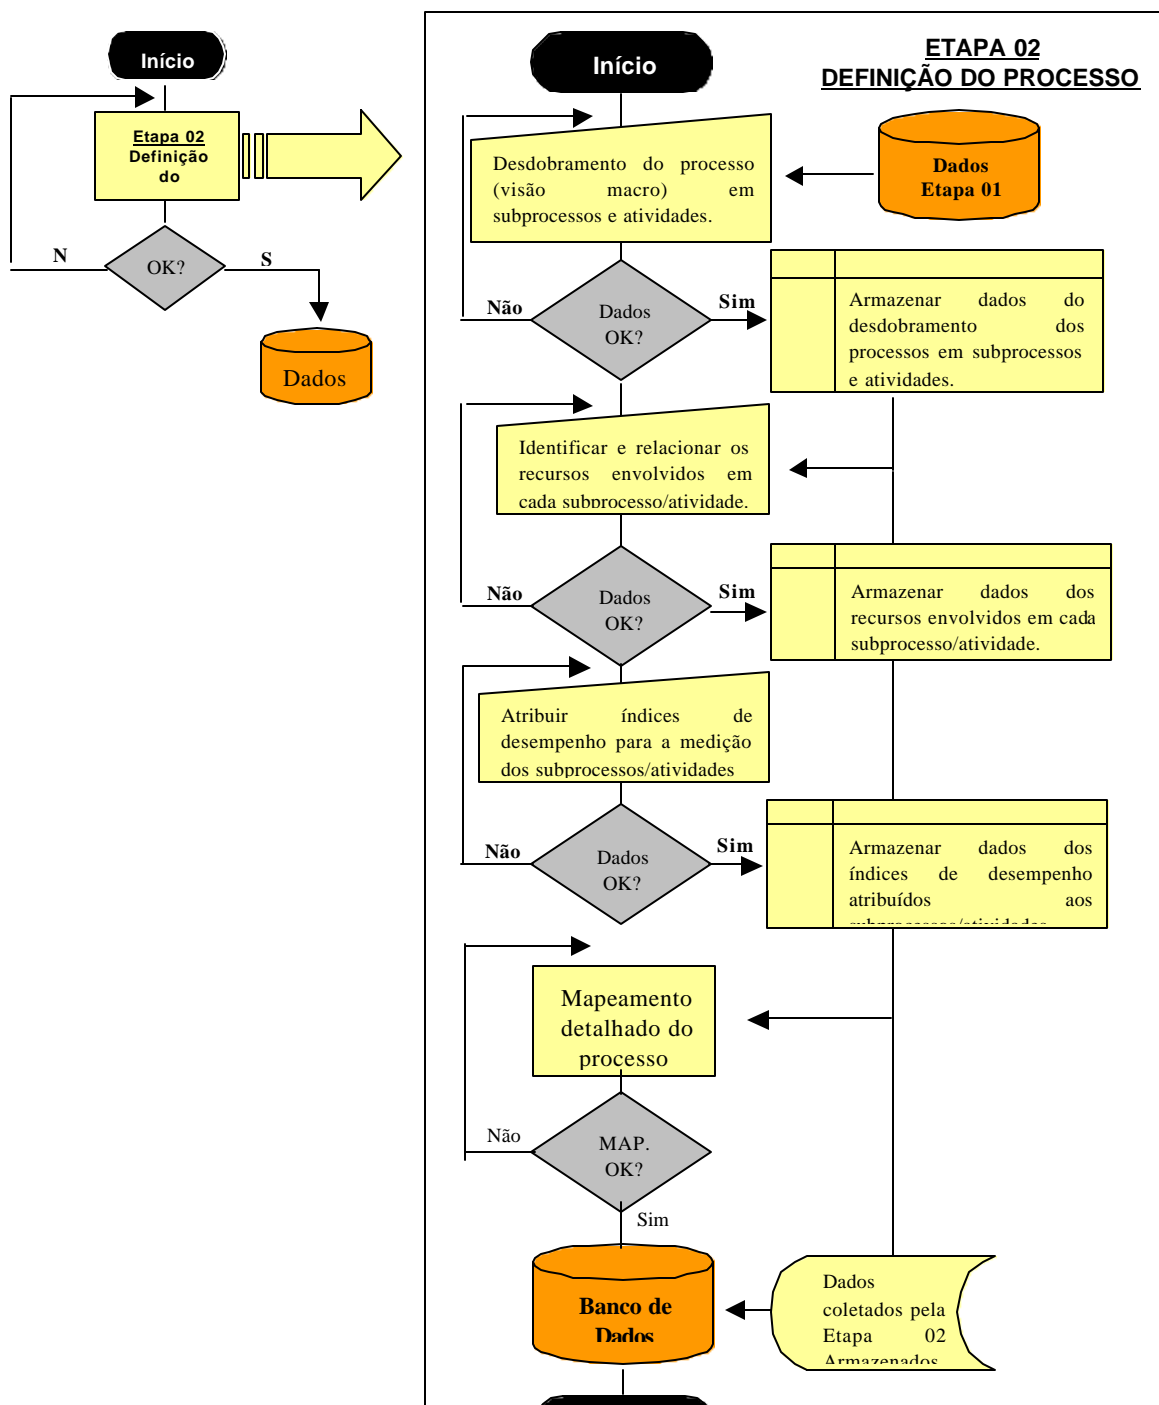 Início
Etapa 02
Definição
do
N
OK?
S
Dados
ETAPA 02
DEFINIÇÃO DO PROCESSO
Início
Desdobramento do processo
(visão macro) em
subprocessos e atividades.
Dados
Etapa 01
Não
Dados
OK?
Sim
Armazenar dados do
desdobramento dos
processos em subprocessos
e atividades.
Identificar e relacionar os
recursos envolvidos em
cada subprocesso/atividade.
Não
Dados
OK?
Sim
Armazenar dados dos
recursos envolvidos em cada
subprocesso/atividade.
Atribuir índices de
desempenho para a medição
dos subprocessos/atividades
Não
Dados
OK?
Sim
Armazenar dados dos
índices de desempenho
atribuídos aos
subprocessos/atividades
Mapeamento
detalhado do
processo
Não
MAP.
OK?
Sim
Banco de
Dados
Dados
coletados pela
Etapa 02
Armazenados